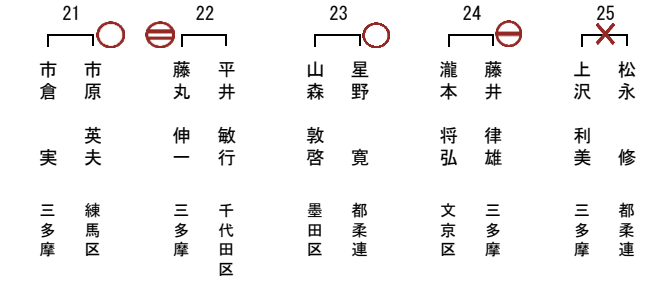 21
市倉 実 三多摩
市原 英夫 練馬区
22
藤丸 伸一 三多摩
平井 敏行 千代田区
23
山森 敦啓 墨田区
星野 寛 都柔連
24
瀧本 将弘 文京区
藤井 律雄 三多摩
25
上沢 利美 三多摩
松永 修 都柔連